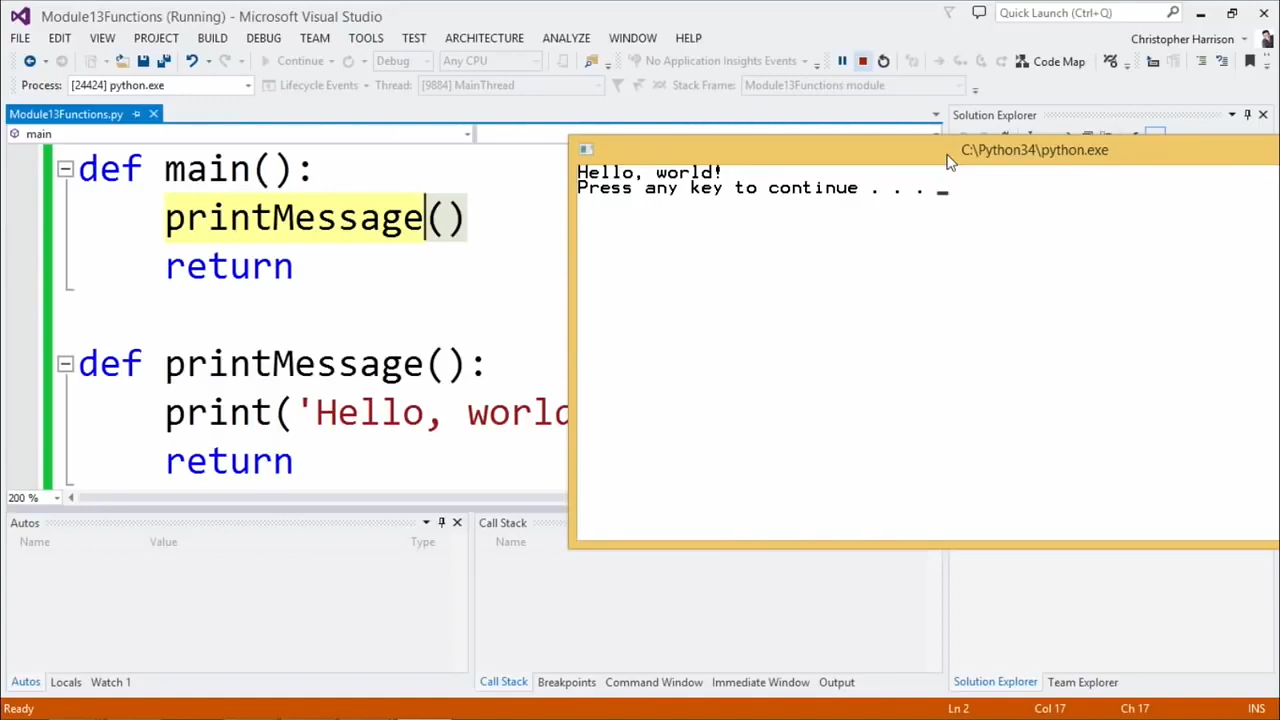 Module13Functions (Running) - Microsoft Visual Studio
Quick Launch (Ctrl+Q)
FILE EDIT VIEW PROJECT BUILD DEBUG TEAM TOOLS TEST ARCHITECTURE ANALYZE WINDOW HELP
Christopher Harrison
Continue Debug Any CPU No Application Insights Events Code Map
Process: [24424] python.exe Lifecycle Events Thread: [9884] MainThread Stack Frame: Module13Functions module
Module13Functions.py
Solution Explorer
main
C:\Python34\python.exe
def main():
printMessage()
return
def printMessage():
print('Hello, world
return
Hello, world!
Press any key to continue . . . _
200 %
Autos
Name Value Type
Call Stack
Name
Autos Locals Watch 1
Call Stack Breakpoints Command Window Immediate Window Output
Solution Explorer Team Explorer
Ready Ln 2 Col 17 Ch 17 INS